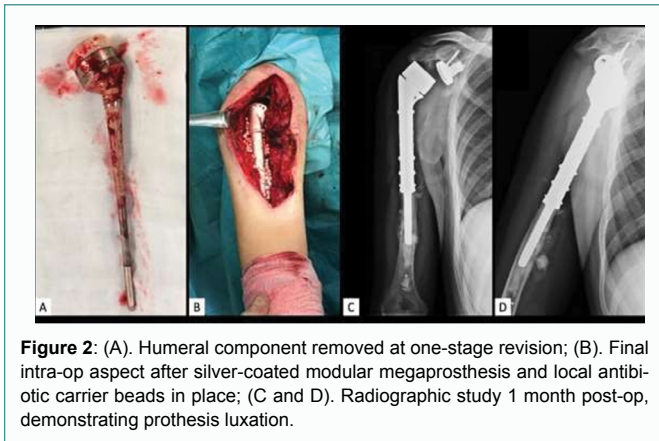 A
B
C
D
Figure 2: (A). Humeral component removed at one-stage revision; (B). Final
intra-op aspect after silver-coated modular megaprosthesis and local antibi-
otic carrier beads in place; (C and D). Radiographic study 1 month post-op,
demonstrating prothesis luxation.